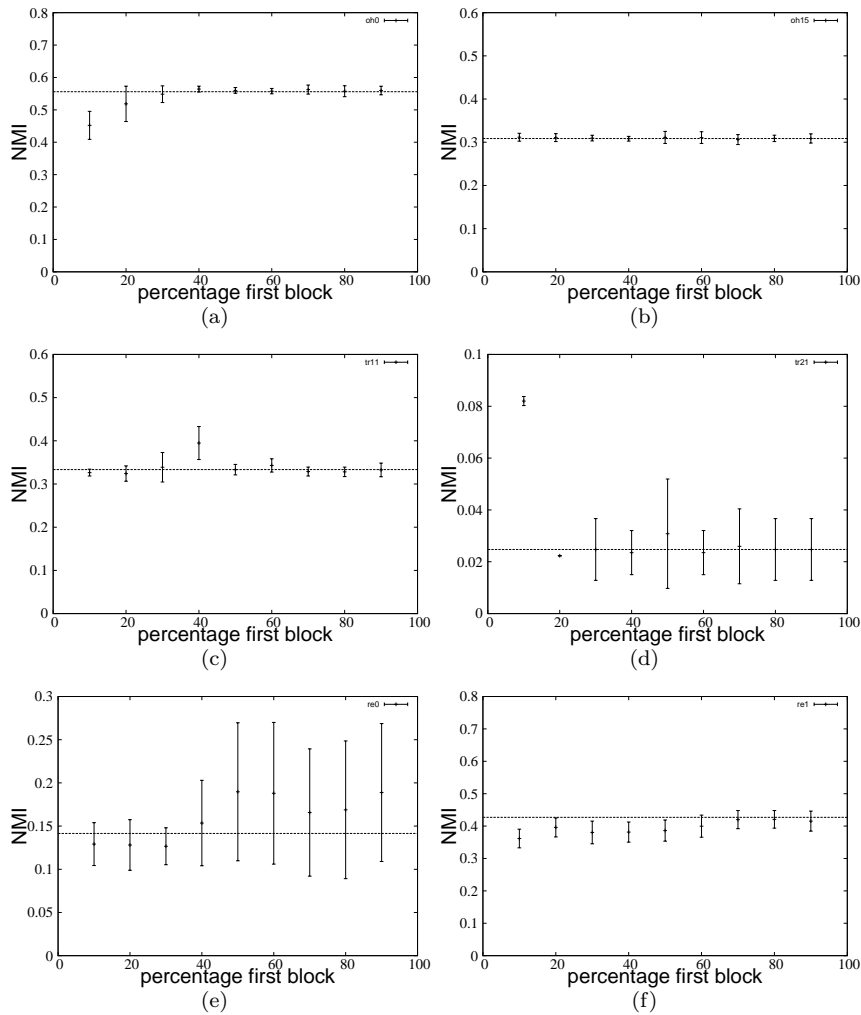 0.8
oh0
0.7
0.6
0.5
NMI
0.4
0.3
0.2
0.1
0
0 20 40 60 80 100
percentage first block
(a)
0.6
oh15
0.5
0.4
NMI
0.3
0.2
0.1
0
0 20 40 60 80 100
percentage first block
(b)
0.6
tr11
0.5
0.4
NMI
0.3
0.2
0.1
0
0 20 40 60 80 100
percentage first block
(c)
0.1
tr21
0.08
0.06
NMI
0.04
0.02
0
0 20 40 60 80 100
percentage first block
(d)
0.3
re0
0.25
0.2
NMI
0.15
0.1
0.05
0
0 20 40 60 80 100
percentage first block
(e)
0.8
re1
0.7
0.6
0.5
NMI
0.4
0.3
0.2
0.1
0
0 20 40 60 80 100
percentage first block
(f)